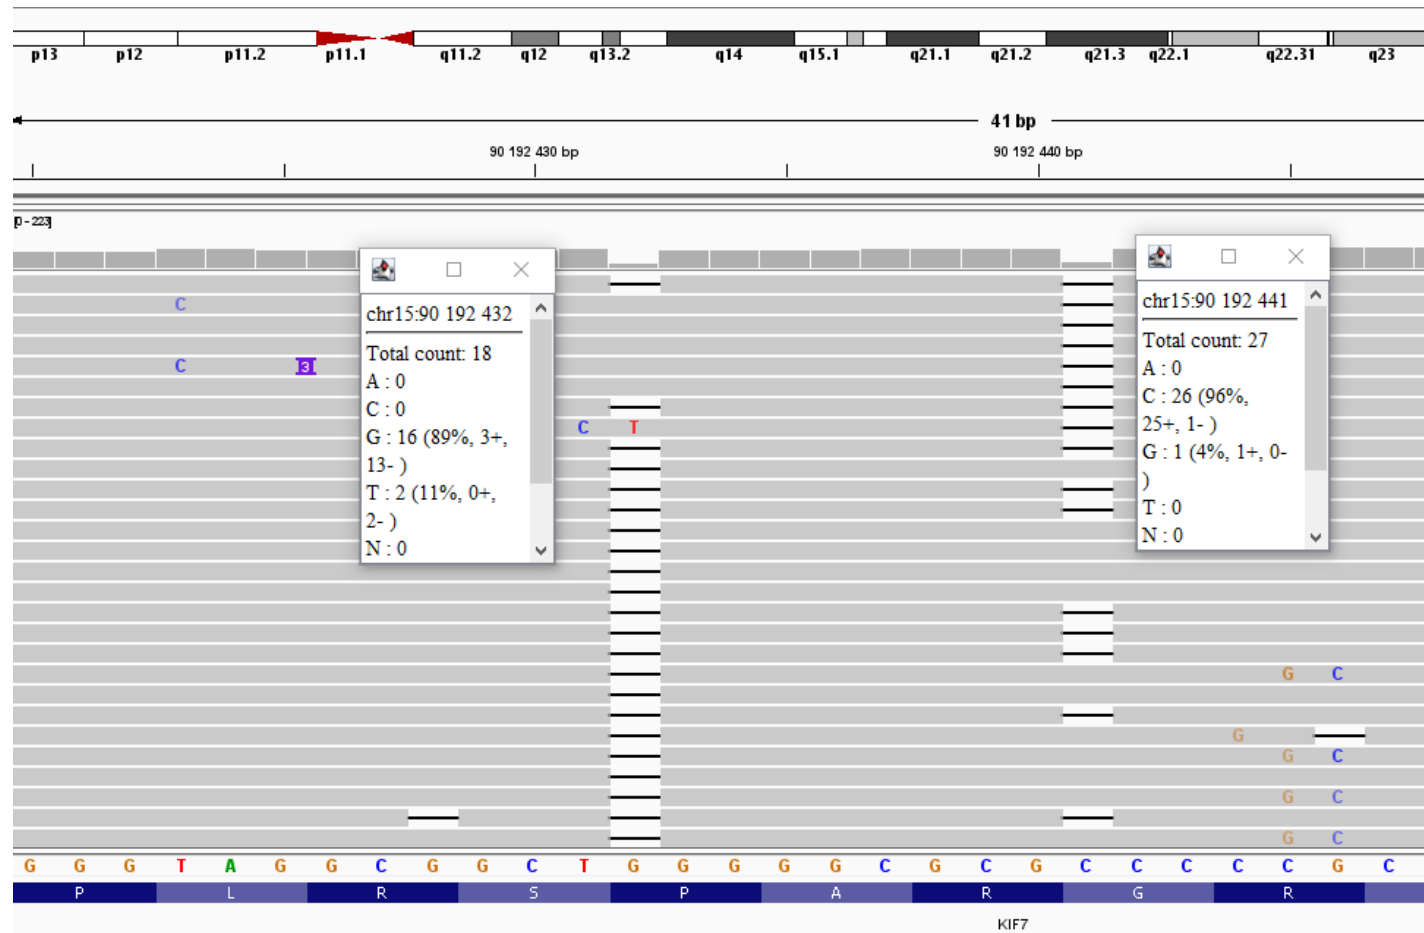 p13 p12 p11.2 p11.1 q11.2 q12 q13.2 q14 q15.1 q21.1 q21.2 q21.3 q22.1 q22.31 q23
41 bp
90 192 430 bp 90 192 440 bp
[0 - 223]
C
C 3
C T
chr15:90 192 432
Total count: 18
A : 0
C : 0
G : 16 (89%, 3+,
13- )
T : 2 (11%, 0+,
2- )
N : 0
chr15:90 192 441
Total count: 27
A : 0
C : 26 (96%,
25+, 1- )
G : 1 (4%, 1+, 0-
)
T : 0
N : 0
G C
G
G C
G C
G C
G G G T A G G C G G C T G G G G G C G C G C C C C C G C
P L R S P A R G R
KIF7